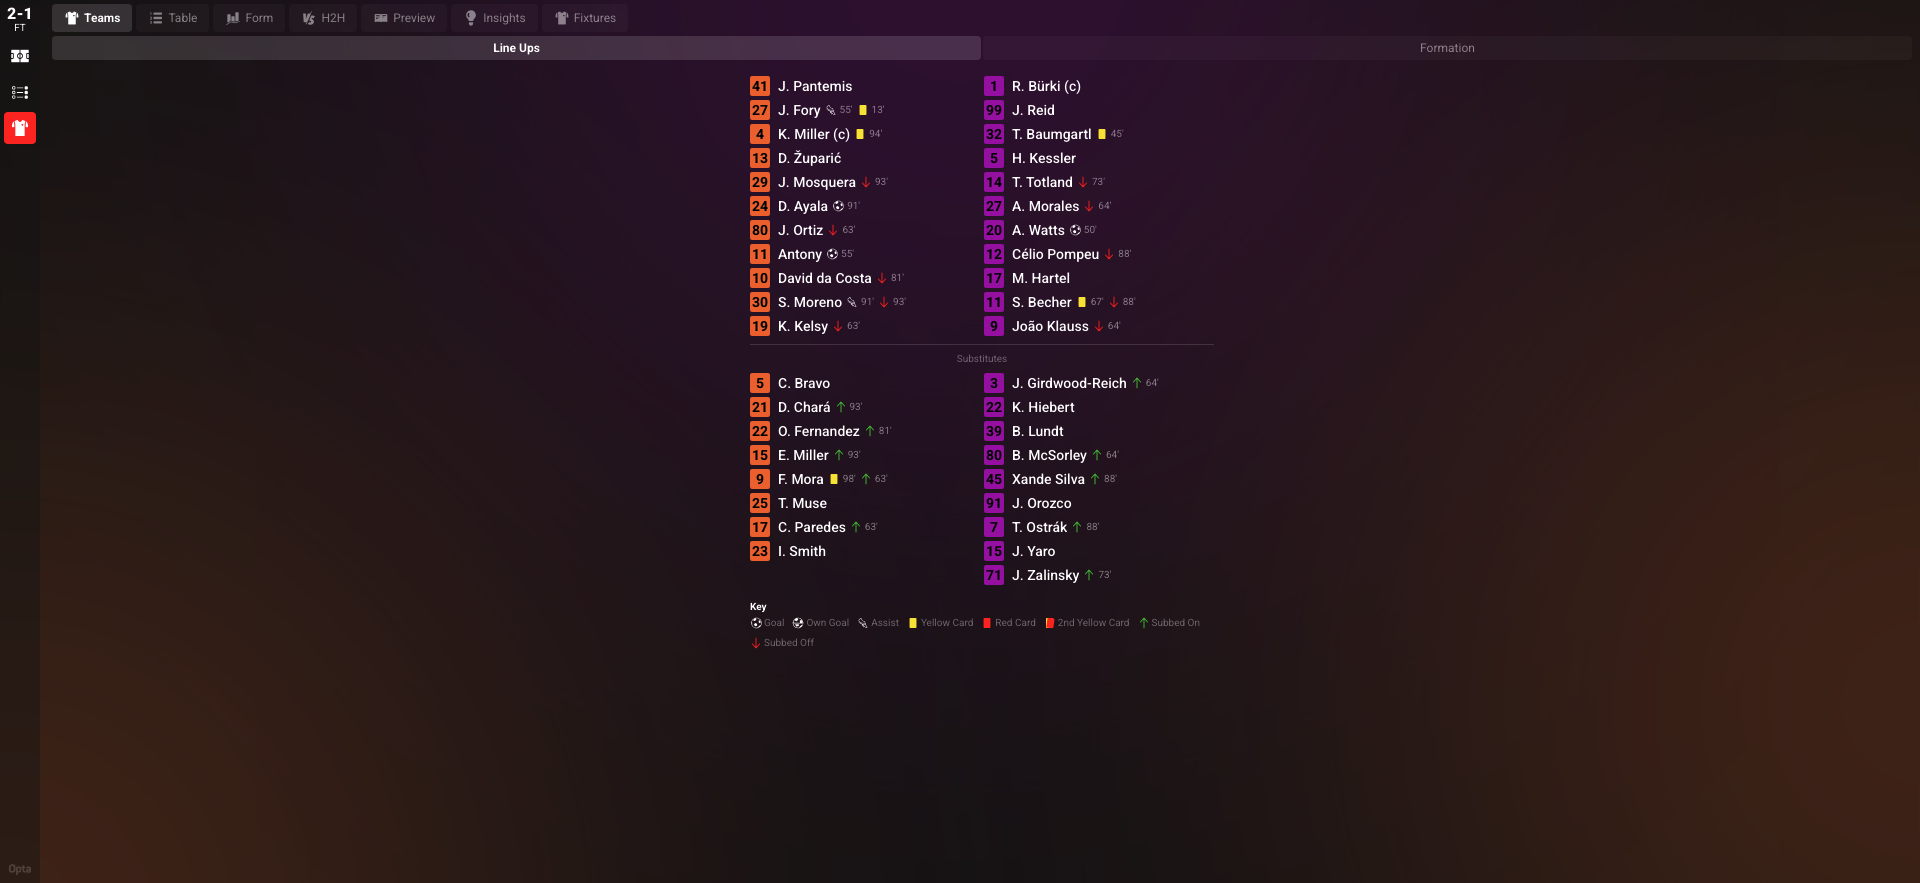 2-1
FT
Teams Table Form H2H Preview Insights Fixtures
Line Ups Formation
41 J. Pantemis 1 R. Bürki (c)
27 J. Fory 55' 13' 99 J. Reid
4 K. Miller (c) 94' 32 T. Baumgartl 45'
13 D. Župarić 5 H. Kessler
29 J. Mosquera 93' 14 T. Totland 73'
24 D. Ayala 91' 27 A. Morales 64'
80 J. Ortiz 63' 20 A. Watts 50'
11 Antony 55' 12 Célio Pompeu 88'
10 David da Costa 81' 17 M. Hartel
30 S. Moreno 91' 93' 11 S. Becher 67' 88'
19 K. Kelsy 63' 9 João Klauss 64'
Substitutes
5 C. Bravo 3 J. Girdwood-Reich 64'
21 D. Chará 93' 22 K. Hiebert
22 O. Fernandez 81' 39 B. Lundt
15 E. Miller 93' 80 B. McSorley 64'
9 F. Mora 98' 63' 45 Xande Silva 88'
25 T. Muse 91 J. Orozco
17 C. Paredes 63' 7 T. Ostrák 88'
23 I. Smith 15 J. Yaro
71 J. Zalinsky 73'
Key
Goal Own Goal Assist Yellow Card Red Card 2nd Yellow Card Subbed On
Subbed Off
Opta